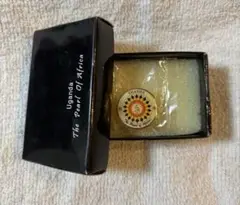 Uganda
The Pearl Of Africa